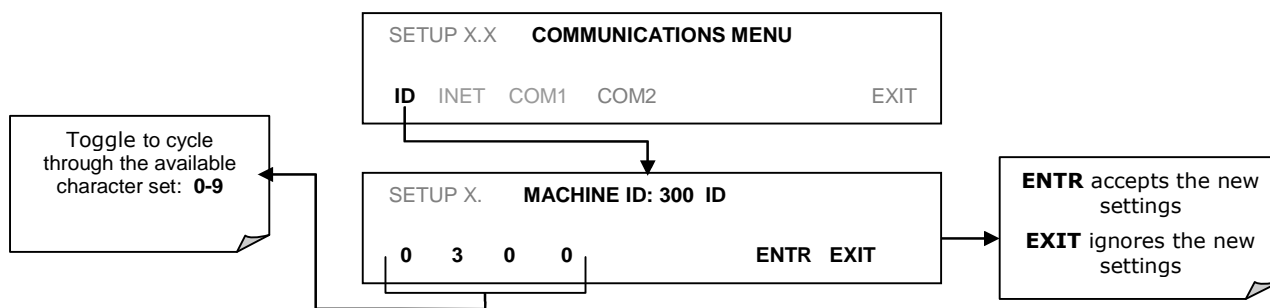 SETUP X.X COMMUNICATIONS MENU
ID INET COM1 COM2 EXIT
Toggle to cycle
through the available
character set: 0-9
SETUP X. MACHINE ID: 300 ID
0 3 0 0 ENTR EXIT
ENTR accepts the new
settings
EXIT ignores the new
settings